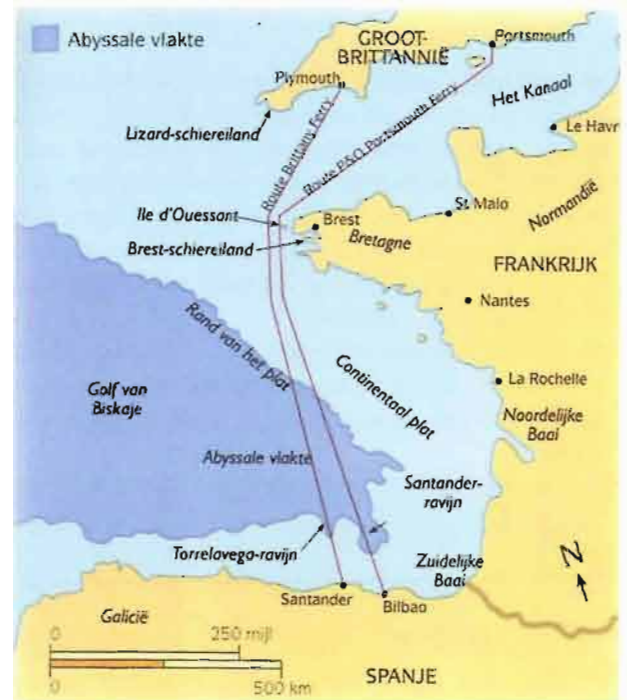 Abyssale vlakte
GROOT-
BRITTANNIË
Portsmouth
Plymouth
Het Kanaal
Lizard-schiereiland
Le Havr
Route Brittany Ferry
Route P&O Portsmouth Ferry
Ile d'Ouessant
Brest
St Malo
Normandië
Brest-schiereiland
Bretagne
FRANKRIJK
Nantes
Rand van het plat
Continentaal plat
Golf van
Biskaje
La Rochelle
Noordelijke
Baai
Abyssale vlakte
Santander-
ravijn
Torrelavega-ravijn
Zuidelijke
Baai
N
Santander
Bilbao
Galicië
0 250 mijl
0 500 km
SPANJE